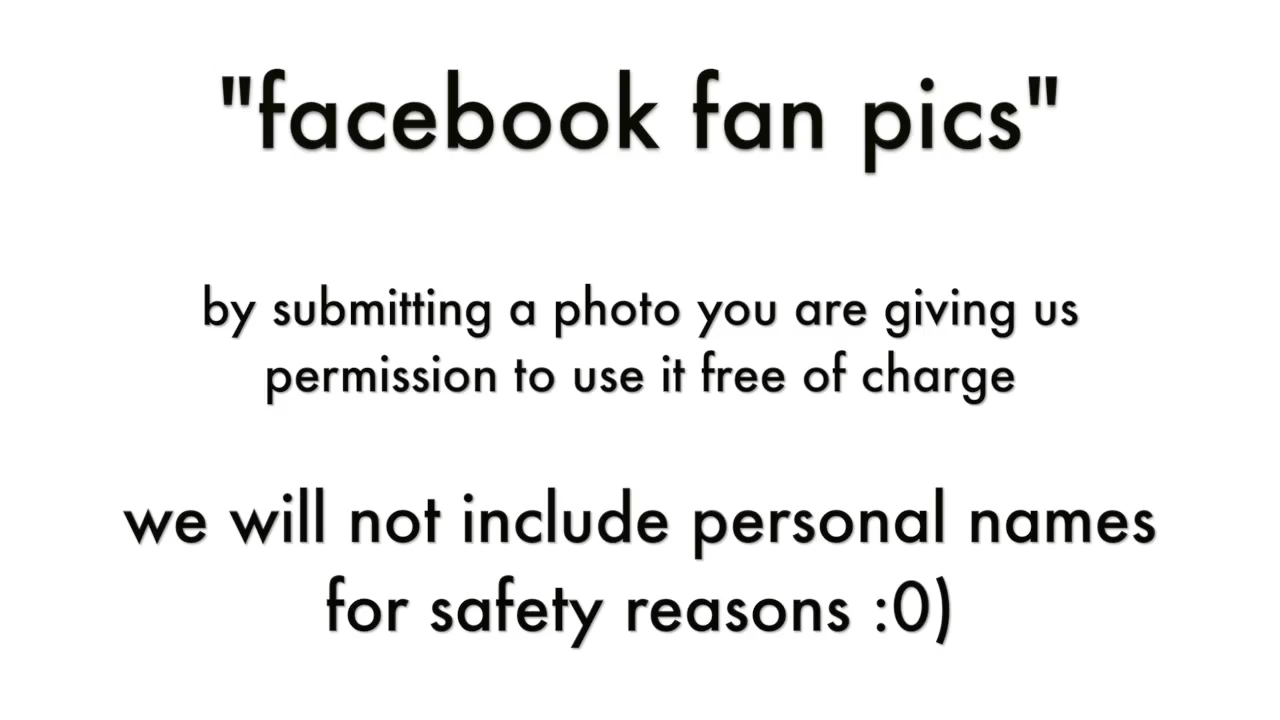 "facebook fan pics"
by submitting a photo you are giving us
permission to use it free of charge
we will not include personal names
for safety reasons :0)